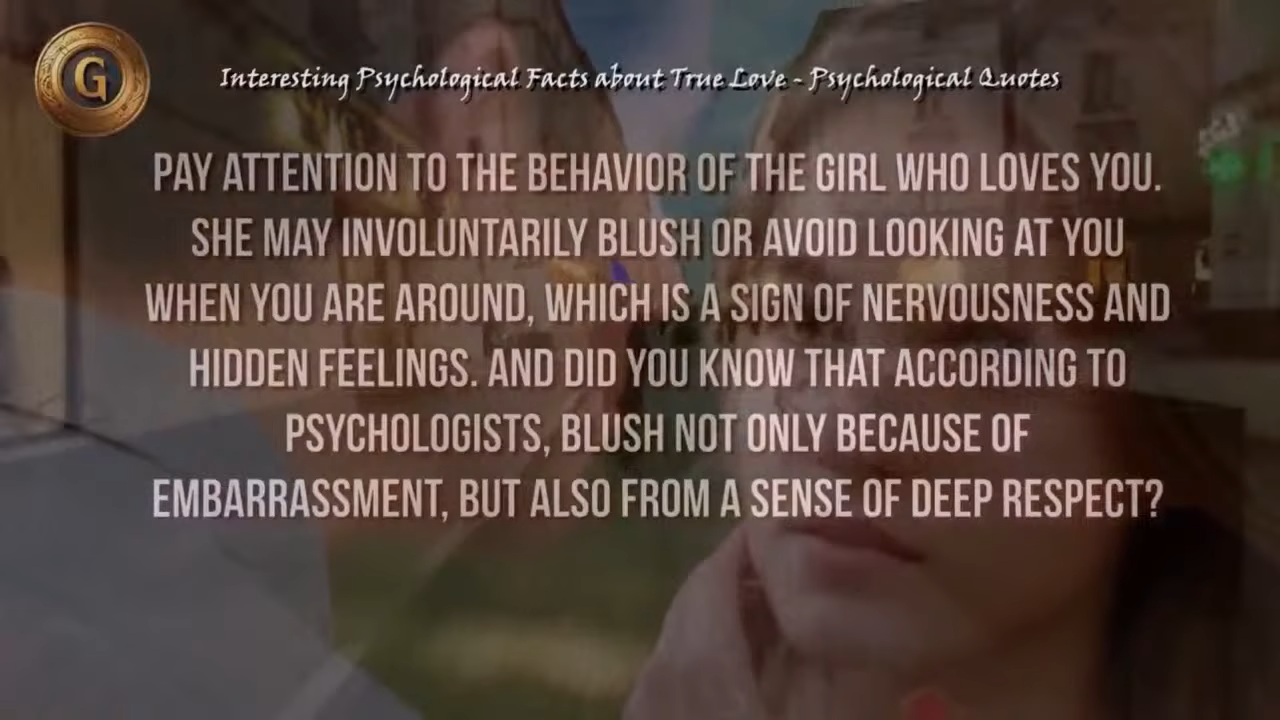 G
Interesting Psychological Facts about True Love - Psychological Quotes
PAY ATTENTION TO THE BEHAVIOR OF THE GIRL WHO LOVES YOU.
SHE MAY INVOLUNTARILY BLUSH OR AVOID LOOKING AT YOU
WHEN YOU ARE AROUND, WHICH IS A SIGN OF NERVOUSNESS AND
HIDDEN FEELINGS. AND DID YOU KNOW THAT ACCORDING TO
PSYCHOLOGISTS, BLUSH NOT ONLY BECAUSE OF
EMBARRASSMENT, BUT ALSO FROM A SENSE OF DEEP RESPECT?